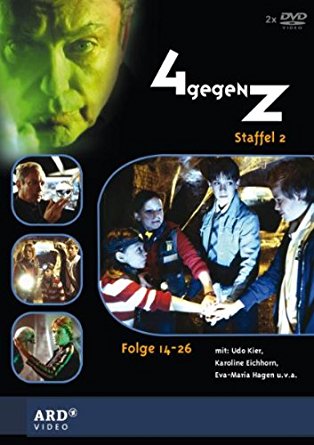 2x DVD
VIDEO
4 gegen Z
Staffel 2
Folge 14-26
mit: Udo Kier,
Karoline Eichhorn,
Eva-Maria Hagen u.v.a.
ARD
VIDEO